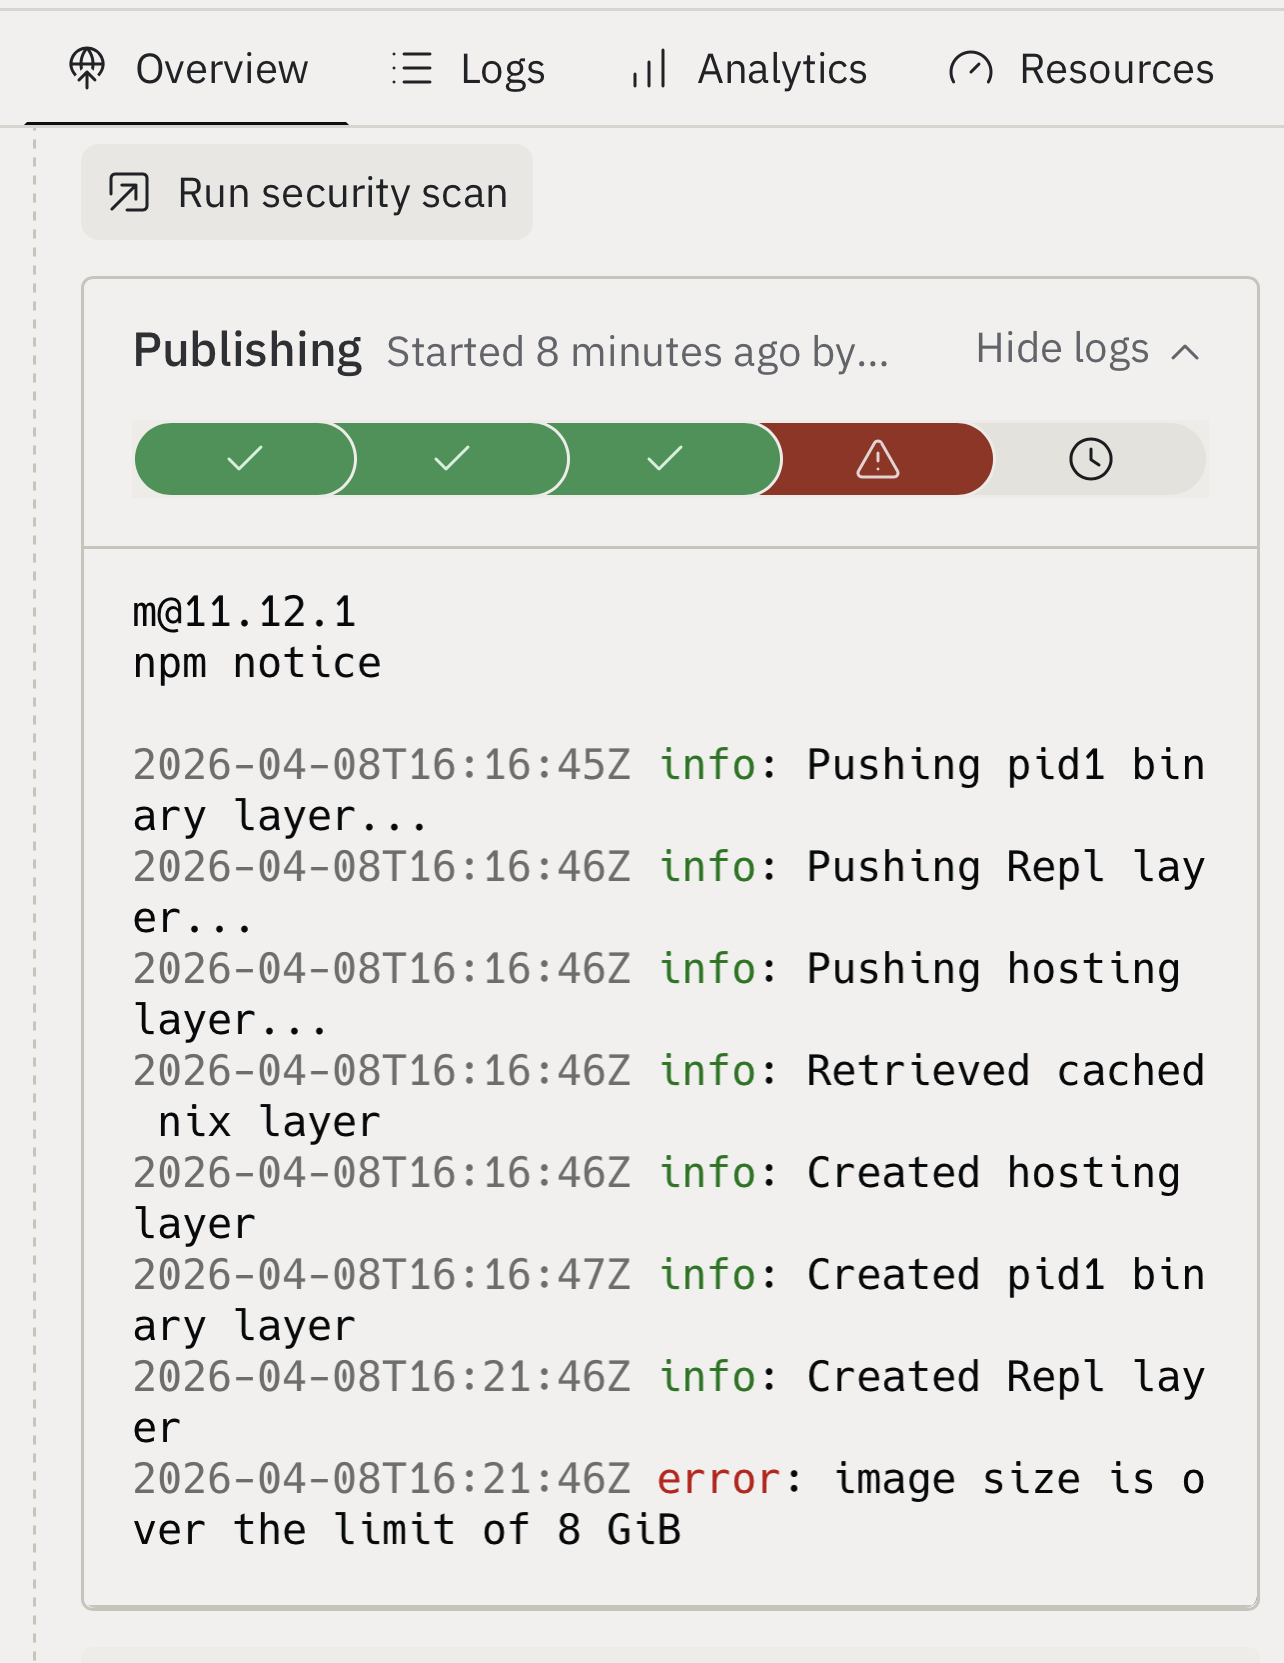 Overview Logs Analytics Resources
Run security scan
Publishing Started 8 minutes ago by... Hide logs
m@11.12.1
npm notice
2026-04-08T16:16:45Z info: Pushing pid1 bin
ary layer...
2026-04-08T16:16:46Z info: Pushing Repl lay
er...
2026-04-08T16:16:46Z info: Pushing hosting
layer...
2026-04-08T16:16:46Z info: Retrieved cached
 nix layer
2026-04-08T16:16:46Z info: Created hosting
layer
2026-04-08T16:16:47Z info: Created pid1 bin
ary layer
2026-04-08T16:21:46Z info: Created Repl lay
er
2026-04-08T16:21:46Z error: image size is o
ver the limit of 8 GiB